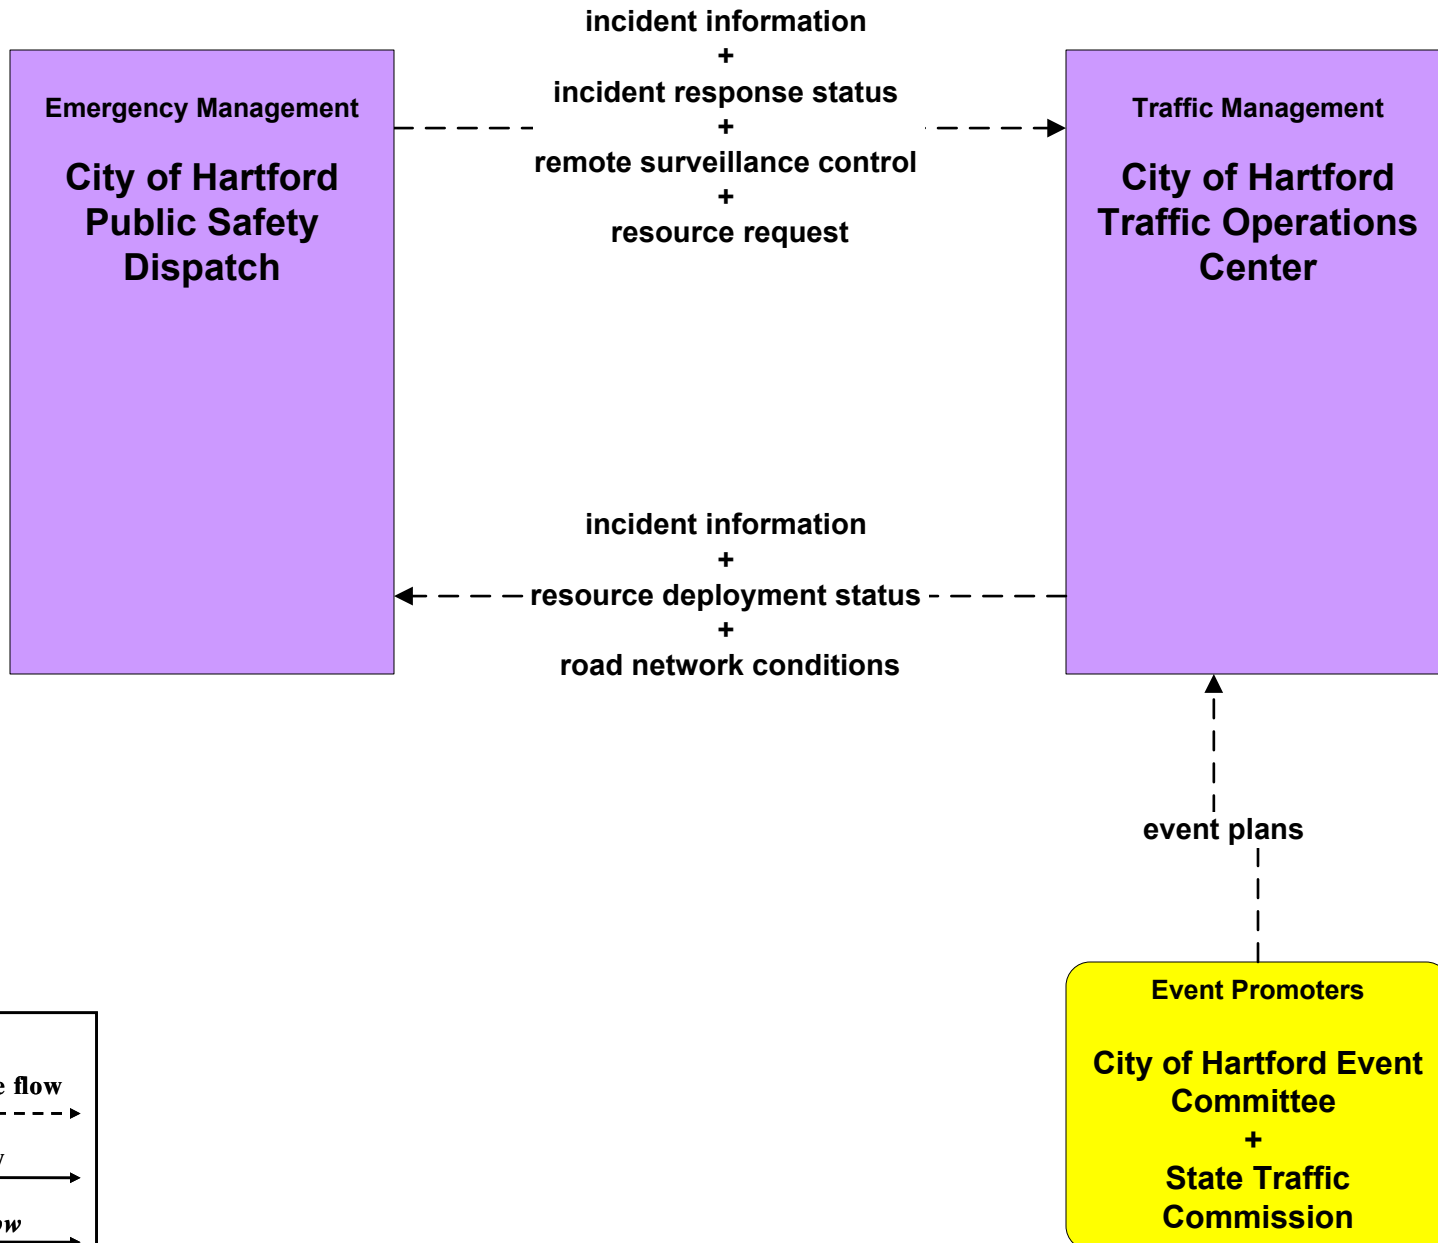 Emergency Management
City of Hartford
Public Safety
Dispatch
incident information
+
incident response status
+
remote surveillance control
+
resource request
Traffic Management
City of Hartford
Traffic Operations
Center
incident information
+
resource deployment status
+
road network conditions
event plans
Event Promoters
City of Hartford Event
Committee
+
State Traffic
Commission
flow